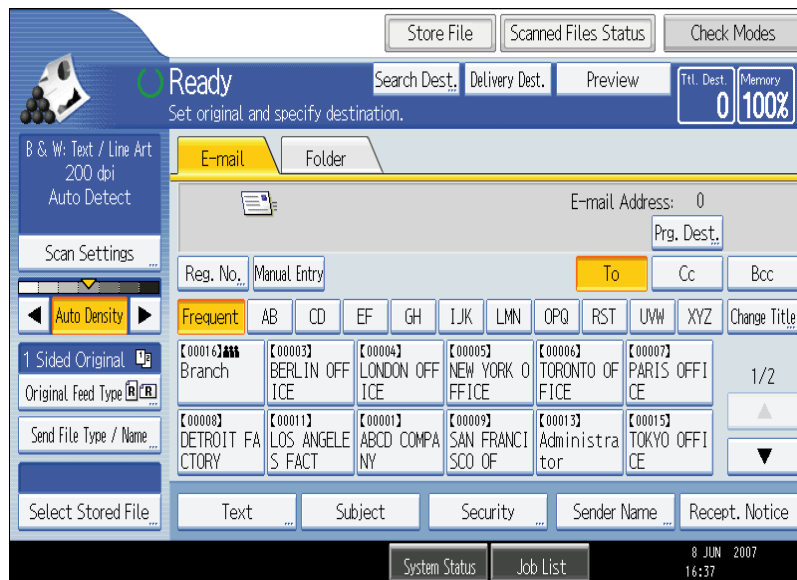 Store File
Scanned Files Status
Check Modes
Ready
Search Dest.
Delivery Dest.
Preview
Ttl. Dest.
0
Memory
100%
Set original and specify destination.
B & W: Text / Line Art
200 dpi
Auto Detect
E-mail
Folder
E-mail Address: 0
Prg. Dest.
Scan Settings
Reg. No.
Manual Entry
To
Cc
Bcc
Auto Density
Frequent
AB
CD
EF
GH
IJK
LMN
OPQ
RST
UVW
XYZ
Change Title
1 Sided Original
Original Feed Type R R
Send File Type / Name
Select Stored File
【00016】
Branch
【00003】
BERLIN OFF
ICE
【00004】
LONDON OFF
ICE
【00005】
NEW YORK O
FFICE
【00006】
TORONTO OF
FICE
【00007】
PARIS OFFI
CE
1/2
【00008】
DETROIT FA
CTORY
【00011】
LOS ANGELE
S FACT
【00001】
ABCD COMPA
NY
【00009】
SAN FRANCI
SCO OF
【00013】
Administra
tor
【00015】
TOKYO OFFI
CE
Text
Subject
Security
Sender Name
Recept. Notice
System Status
Job List
8 JUN 2007
16:37